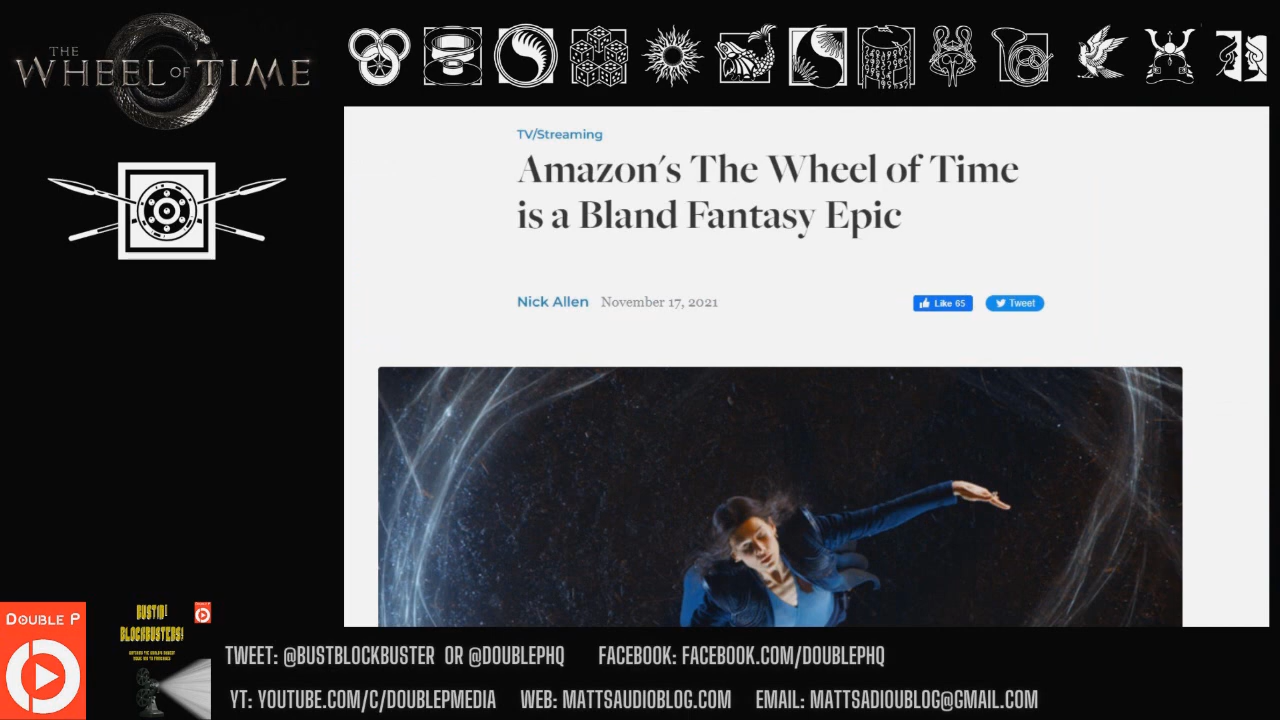 THE
WHEEL OF TIME
TV/Streaming
Amazon's The Wheel of Time
is a Bland Fantasy Epic
Nick Allen November 17, 2021
Like 65 Tweet
DOUBLE P
BUSTIN!
BLOCKBUSTERS!
TWEET: @BUSTBLOCKBUSTER OR @DOUBLEPHQ FACEBOOK: FACEBOOK.COM/DOUBLEPHQ
YT: YOUTUBE.COM/C/DOUBLEPMEDIA WEB: MATTSAUDIOBLOG.COM EMAIL: MATTSADIOUBLOG@GMAIL.COM